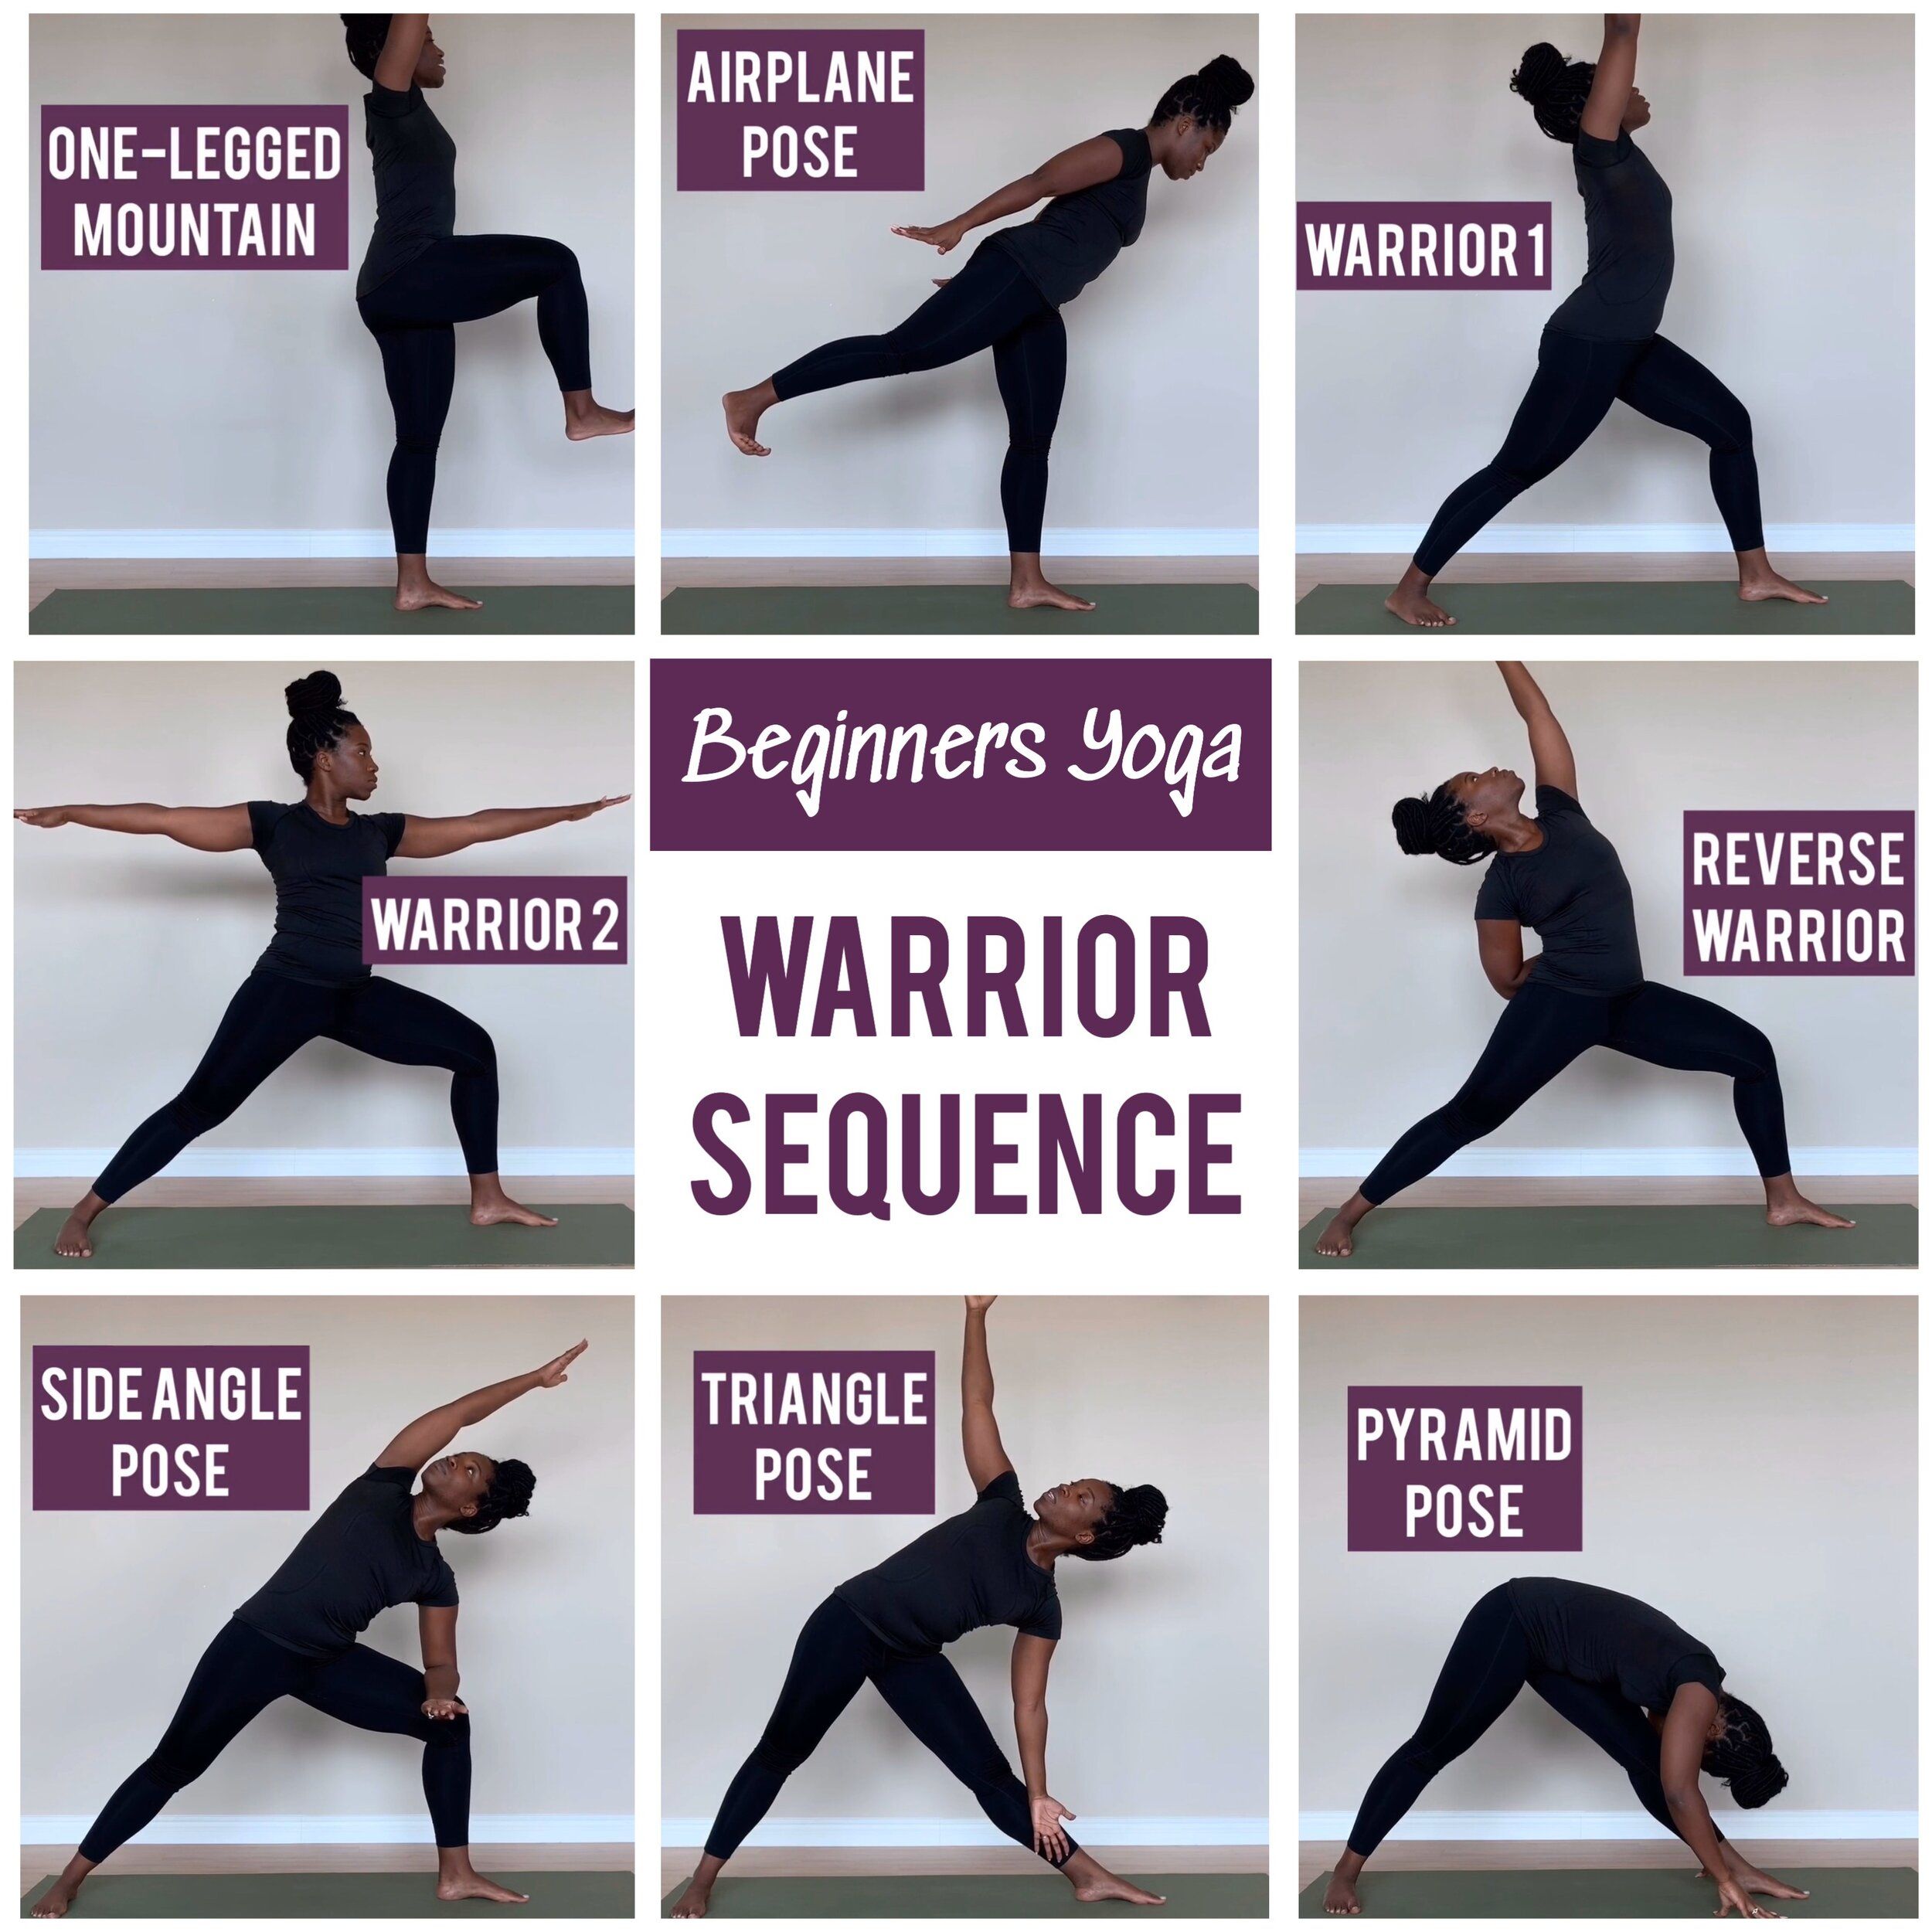 ONE-LEGGED
MOUNTAIN
AIRPLANE
POSE
WARRIOR 1
WARRIOR 2
Beginners Yoga
WARRIOR
SEQUENCE
REVERSE
WARRIOR
SIDE ANGLE
POSE
TRIANGLE
POSE
PYRAMID
POSE